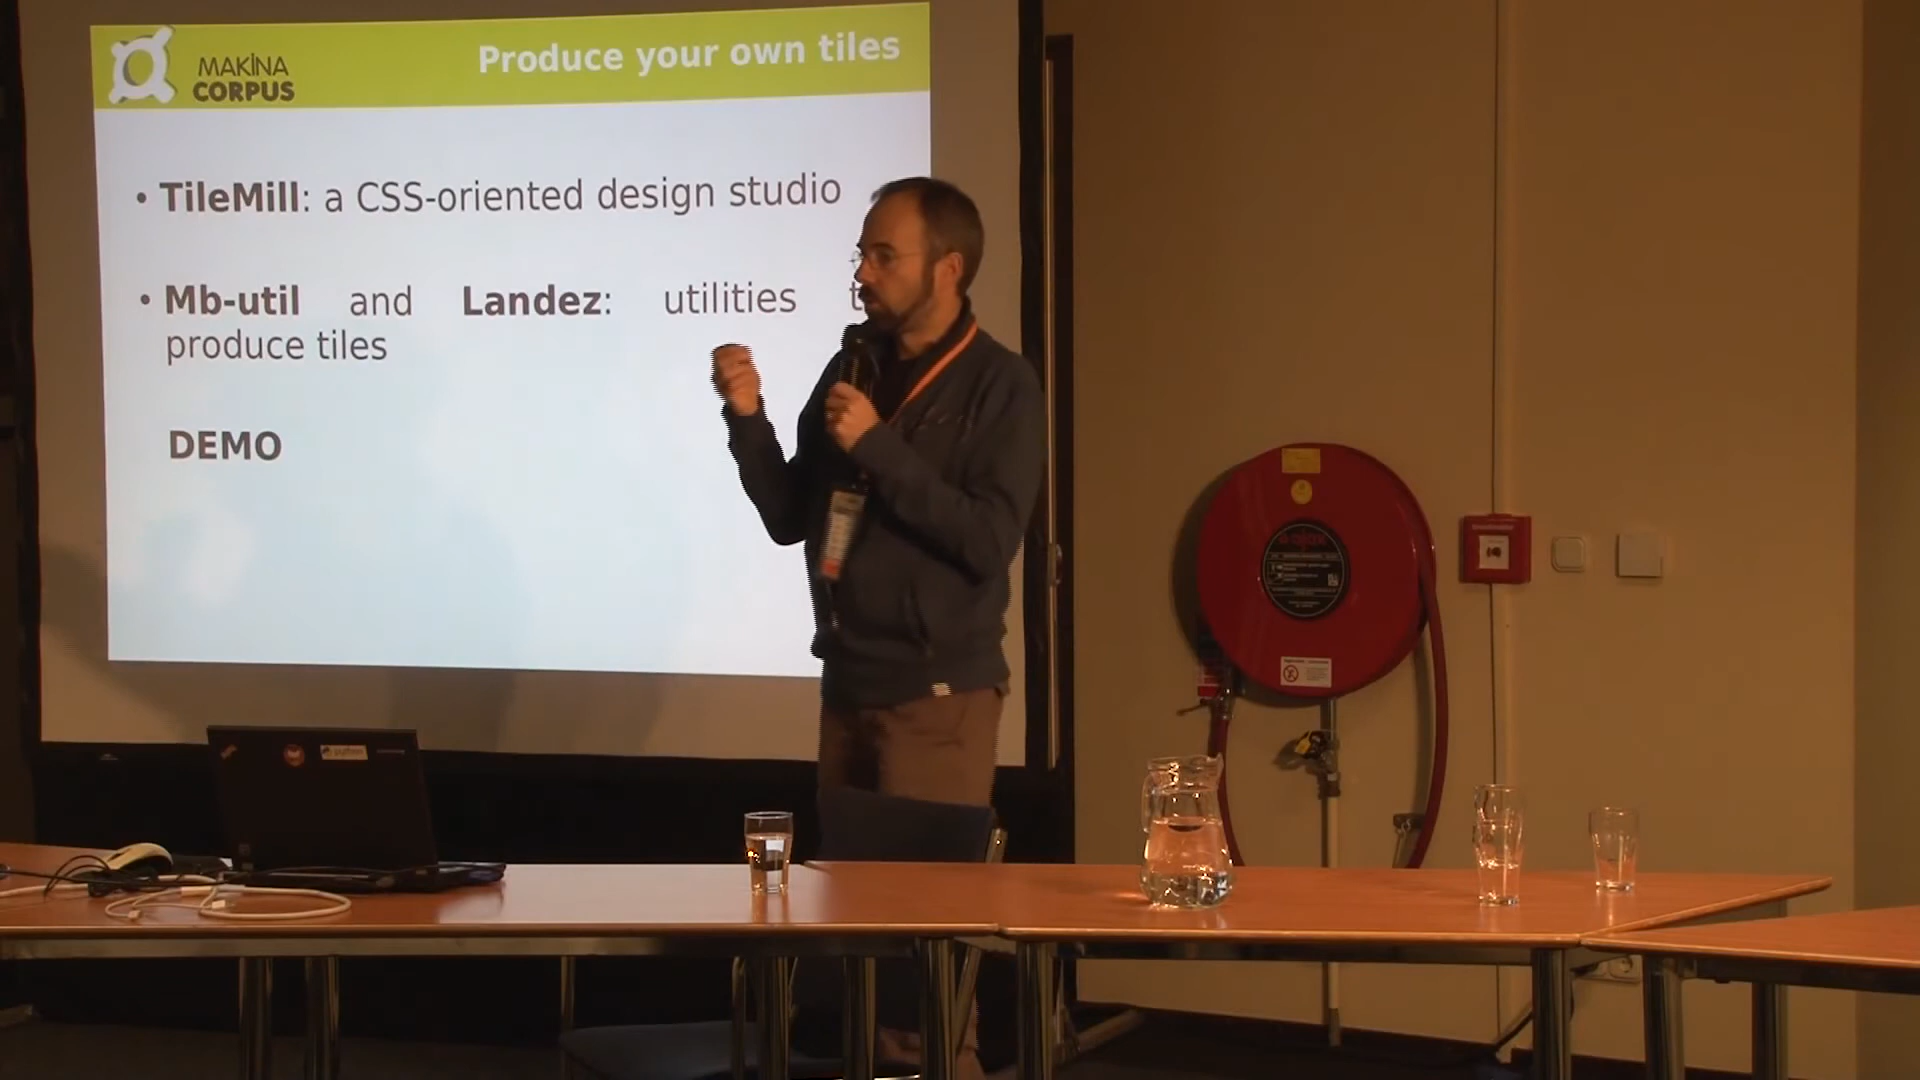 MAKINA
CORPUS
Produce your own tiles
• TileMill: a CSS-oriented design studio
• Mb-util and Landez: utilities t
produce tiles
DEMO
python